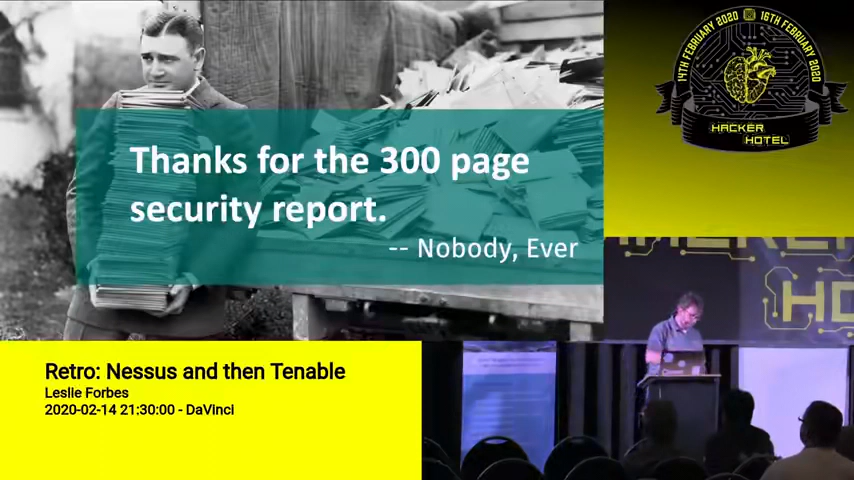 Thanks for the 300 page
security report.
-- Nobody, Ever
14TH FEBRUARY 2020 16TH FEBRUARY 2020
HACKER
HOTEL
Retro: Nessus and then Tenable
Leslie Forbes
2020-02-14 21:30:00 - DaVinci